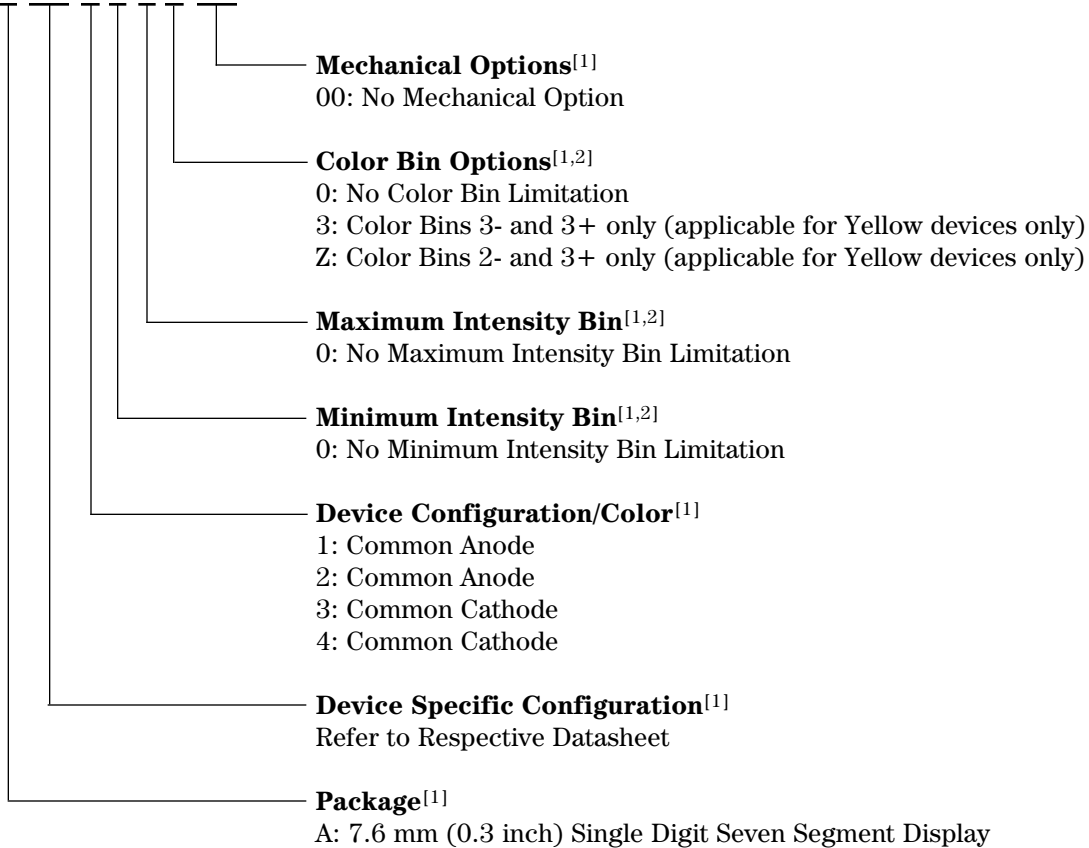 Mechanical Options[1]
00: No Mechanical Option
Color Bin Options[1,2]
0: No Color Bin Limitation
3: Color Bins 3- and 3+ only (applicable for Yellow devices only)
Z: Color Bins 2- and 3+ only (applicable for Yellow devices only)
Maximum Intensity Bin[1,2]
0: No Maximum Intensity Bin Limitation
Minimum Intensity Bin[1,2]
0: No Minimum Intensity Bin Limitation
Device Configuration/Color[1]
1: Common Anode
2: Common Anode
3: Common Cathode
4: Common Cathode
Device Specific Configuration[1]
Refer to Respective Datasheet
Package[1]
A: 7.6 mm (0.3 inch) Single Digit Seven Segment Display